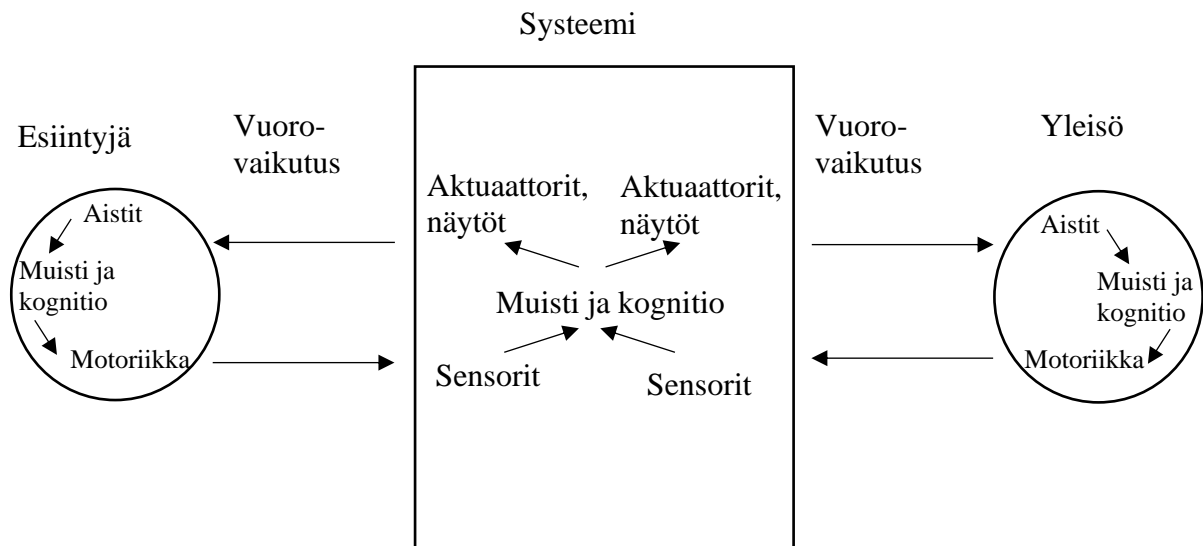 Systeemi
Esiintyjä
Vuoro-
vaikutus
Vuoro-
vaikutus
Yleisö
Aistit
Muisti ja
kognitio
Motoriikka
Aktuaattorit,
näytöt
Aktuaattorit,
näytöt
Muisti ja kognitio
Sensorit
Sensorit
Aistit
Muisti ja
kognitio
Motoriikka